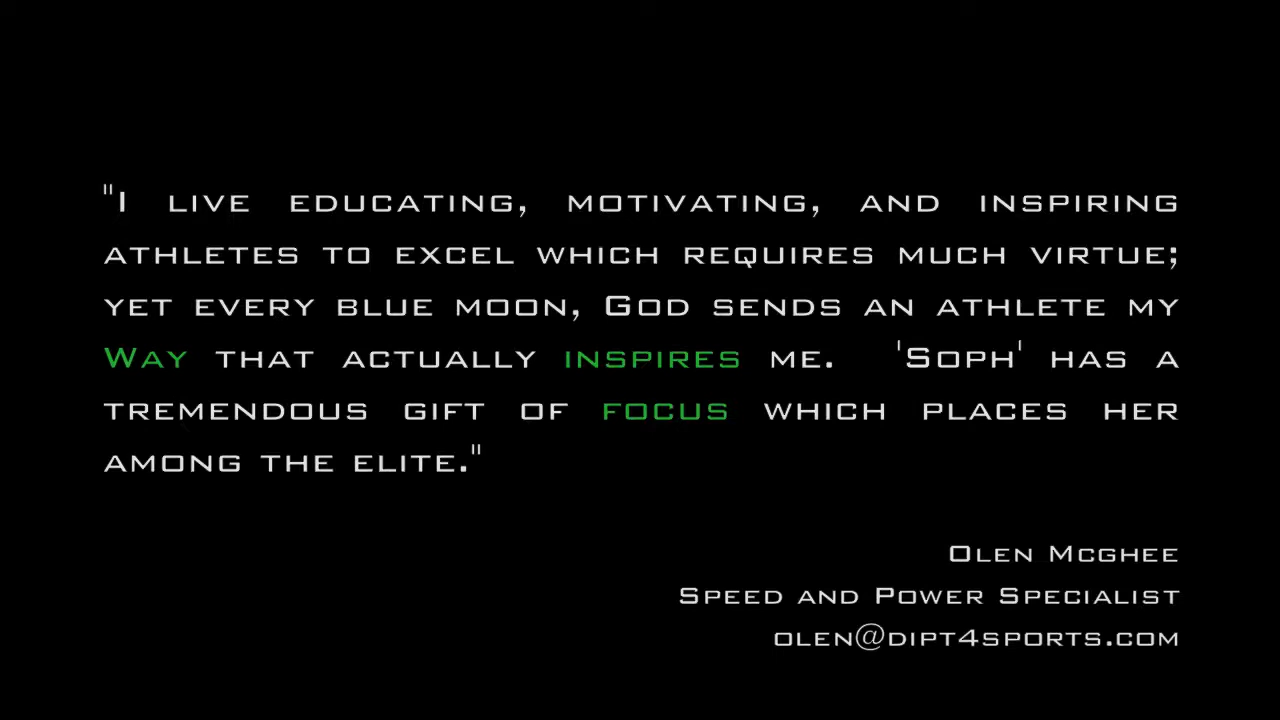 "I live educating, motivating, and inspiring
athletes to excel which requires much virtue;
yet every blue moon, God sends an athlete my
Way that actually inspires me. 'Soph' has a
tremendous gift of focus which places her
among the elite."
Olen Mcghee
Speed and Power Specialist
olen@dipt4sports.com